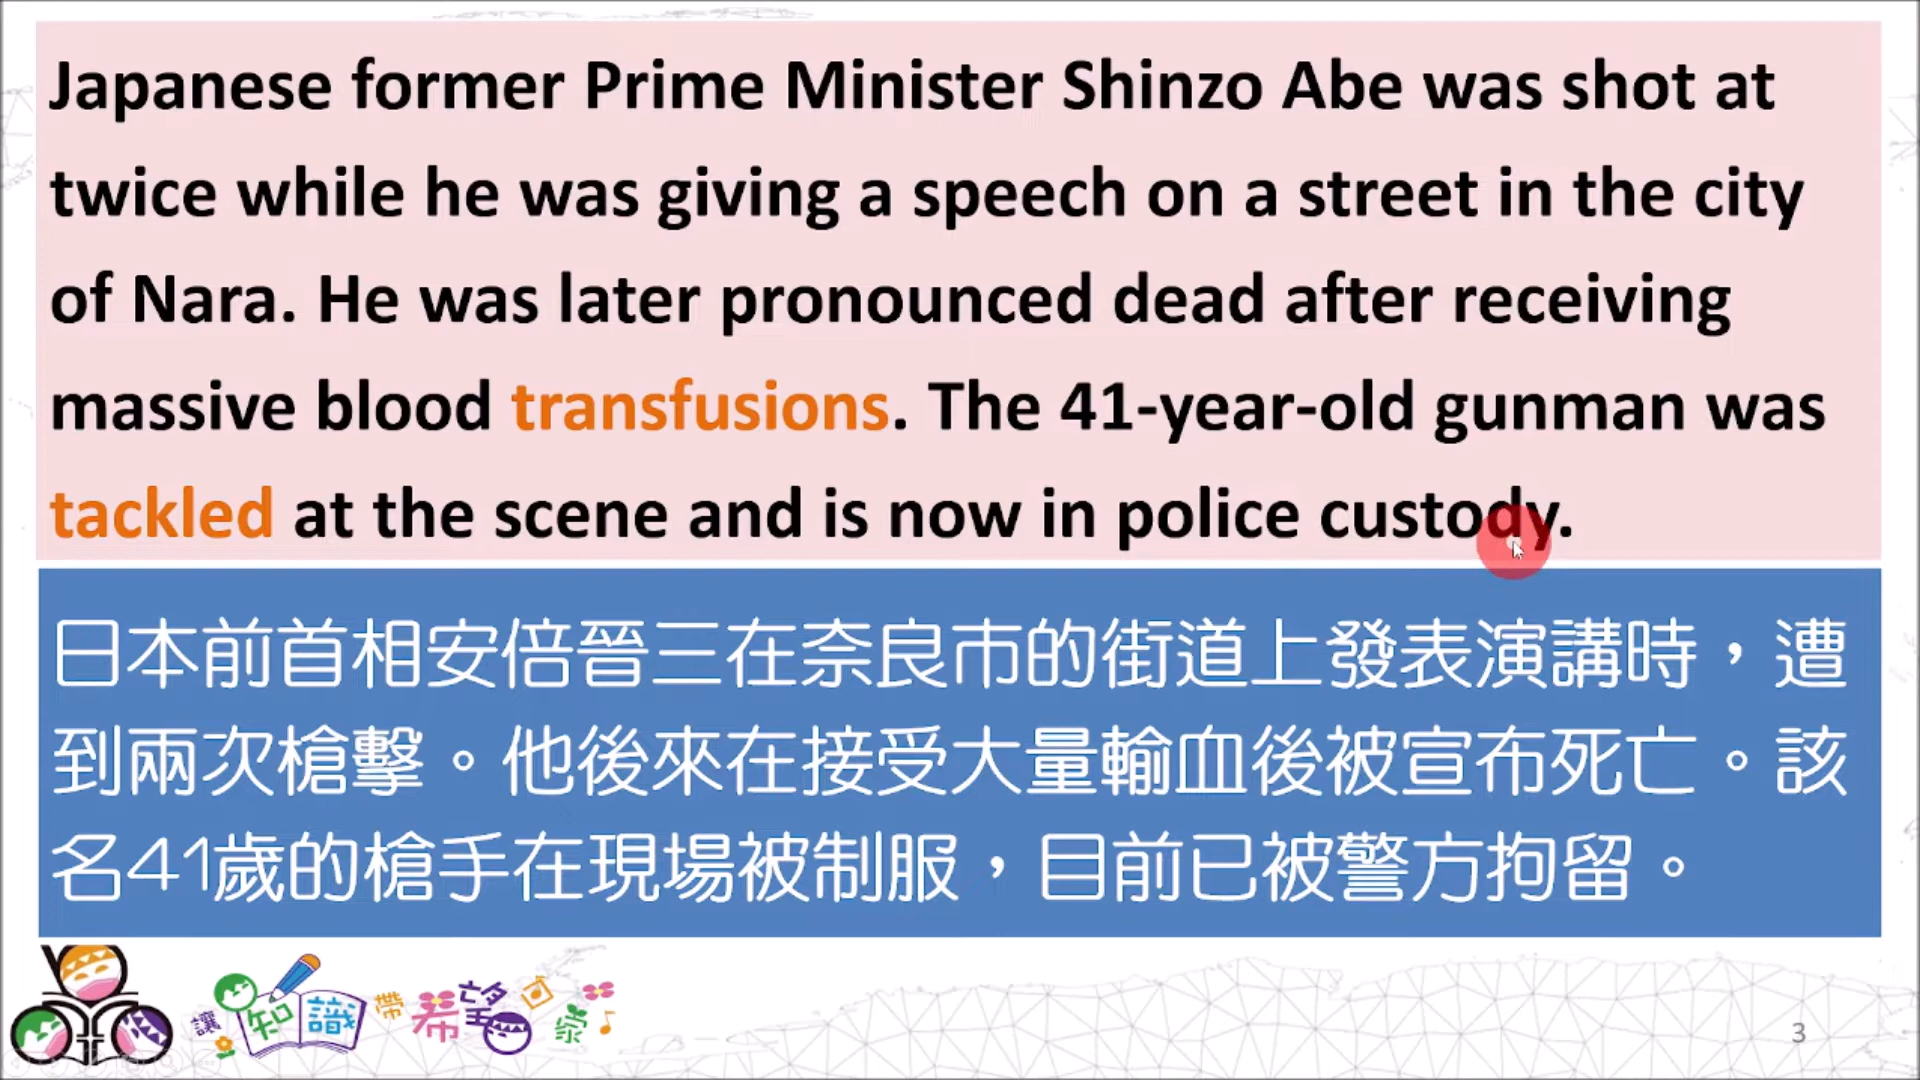 Japanese former Prime Minister Shinzo Abe was shot at
twice while he was giving a speech on a street in the city
of Nara. He was later pronounced dead after receiving
massive blood transfusions. The 41-year-old gunman was
tackled at the scene and is now in police custody.
日本前首相安倍晉三在奈良市的街道上發表演講時，遭
到兩次槍擊。他後來在接受大量輸血後被宣布死亡。該
名41歲的槍手在現場被制服，目前已被警方拘留。
讓知識帶希望回家
3